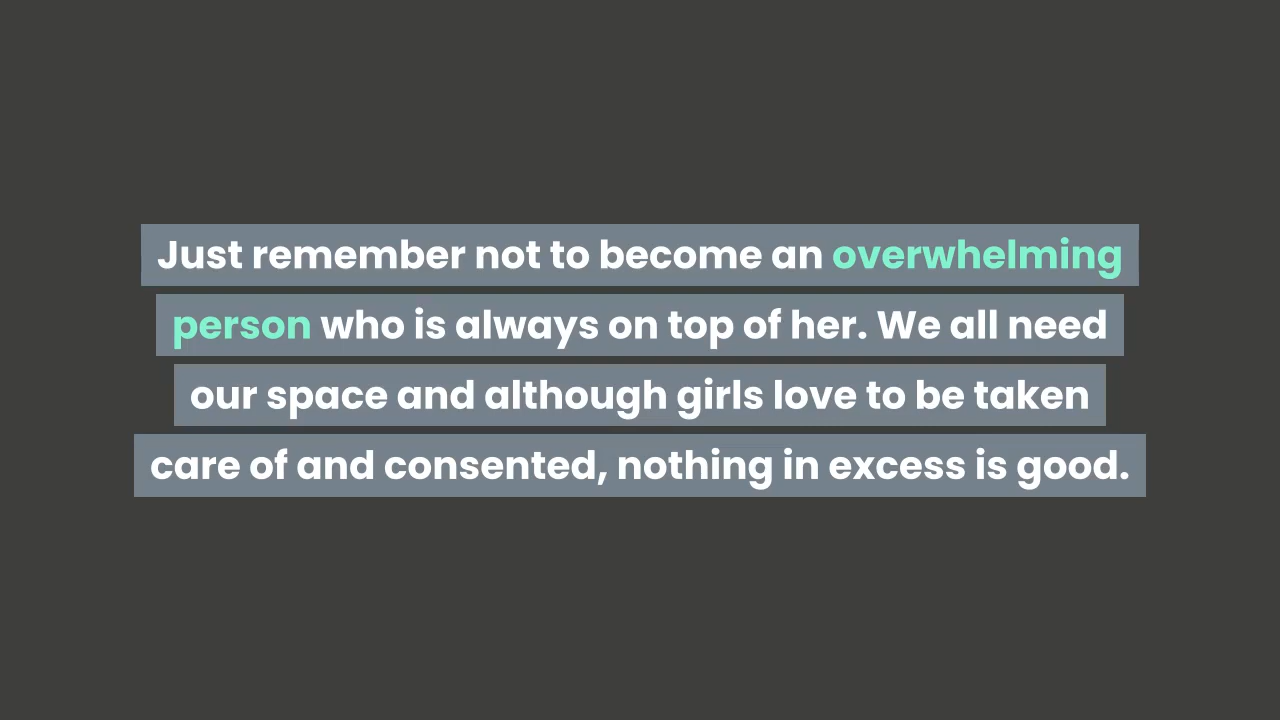 Just remember not to become an overwhelming
person who is always on top of her. We all need
our space and although girls love to be taken
care of and consented, nothing in excess is good.